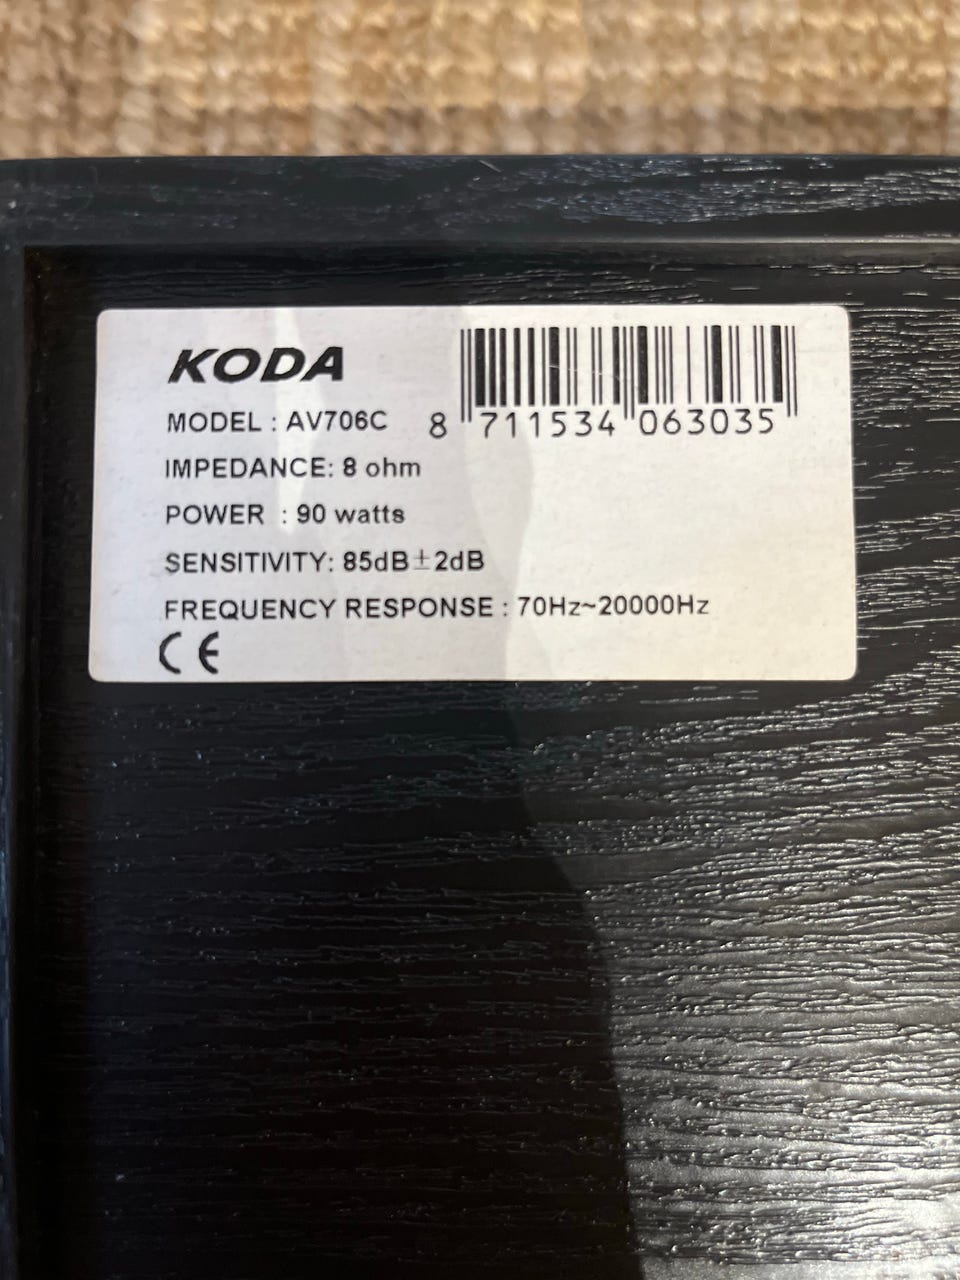 KODA
MODEL : AV706C
8 711534 063035
IMPEDANCE: 8 ohm
POWER : 90 watts
SENSITIVITY: 85dB±2dB
FREQUENCY RESPONSE : 70Hz~20000Hz
CE